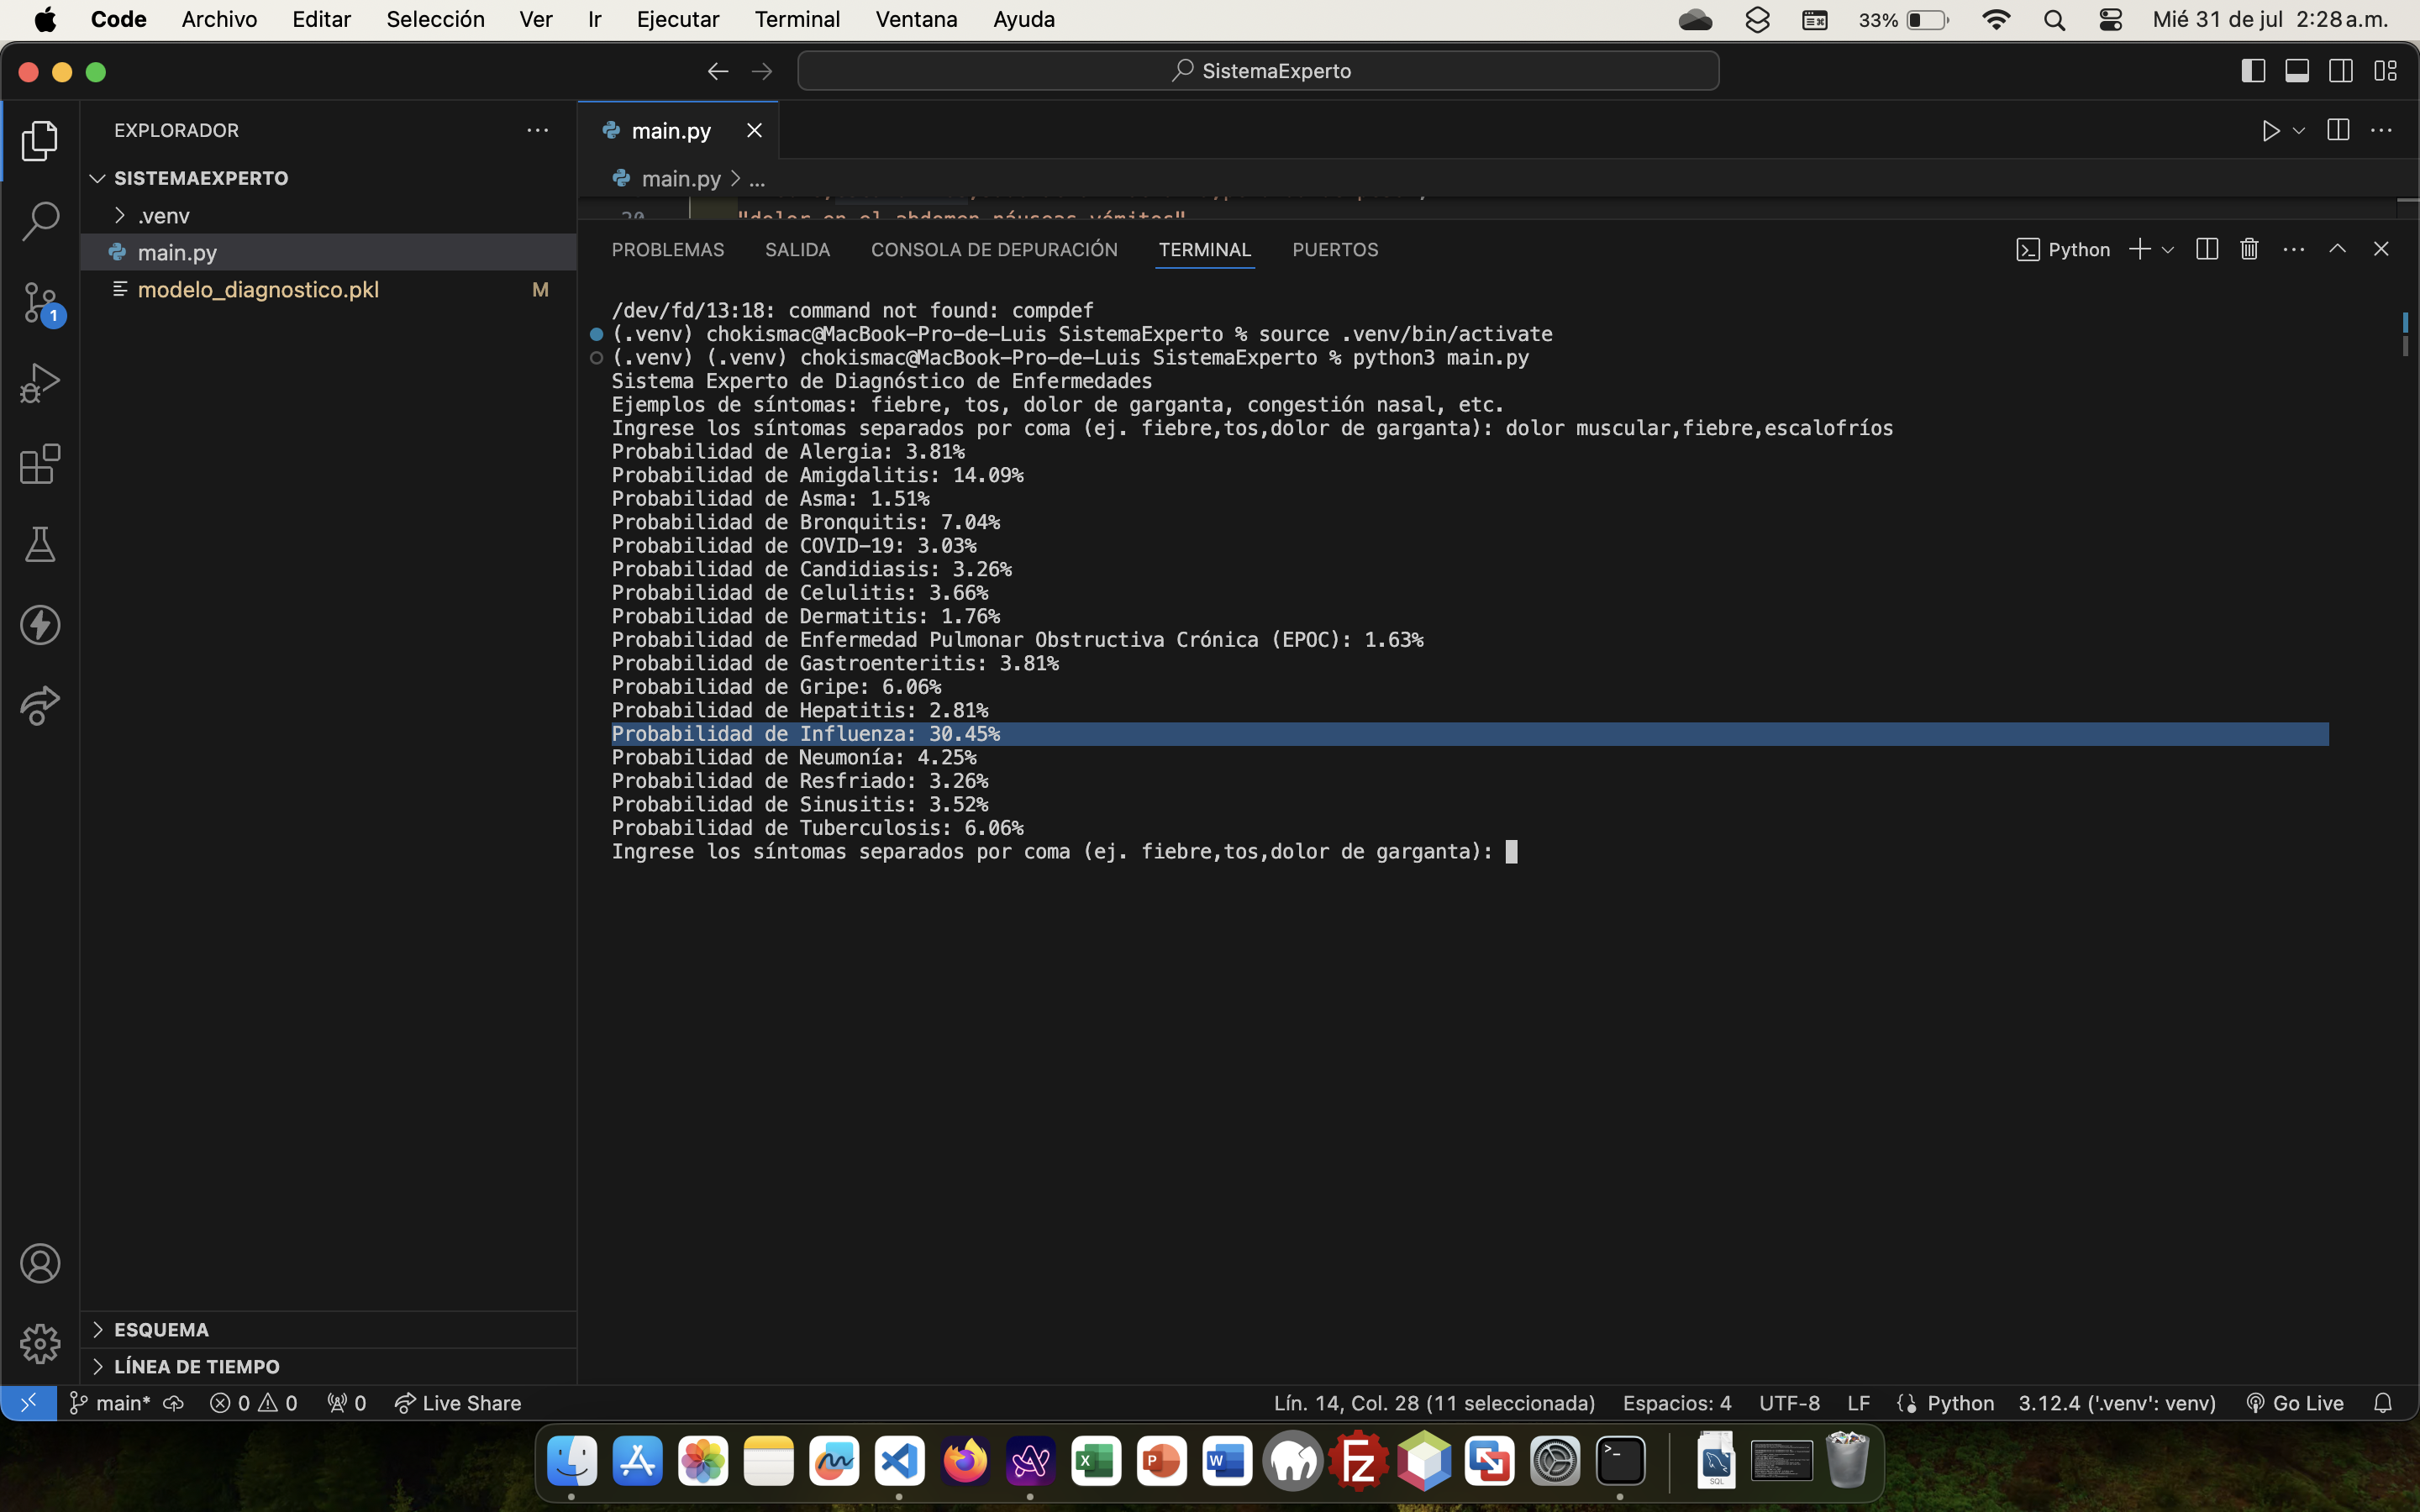 Code Archivo Editar Selección Ver Ir Ejecutar Terminal Ventana Ayuda 33% Mié 31 de jul 2:28 a.m.
SistemaExperto
EXPLORADOR
SISTEMAEXPERTO
.venv
main.py
modelo_diagnostico.pkl M
ESQUEMA
LÍNEA DE TIEMPO
1
main.py
main.py > ...
20 "dolor en el abdomen,náuseas,vómitos"
PROBLEMAS SALIDA CONSOLA DE DEPURACIÓN TERMINAL PUERTOS Python
/dev/fd/13:18: command not found: compdef
(.venv) chokismac@MacBook-Pro-de-Luis SistemaExperto % source .venv/bin/activate
(.venv) (.venv) chokismac@MacBook-Pro-de-Luis SistemaExperto % python3 main.py
Sistema Experto de Diagnóstico de Enfermedades
Ejemplos de síntomas: fiebre, tos, dolor de garganta, congestión nasal, etc.
Ingrese los síntomas separados por coma (ej. fiebre,tos,dolor de garganta): dolor muscular,fiebre,escalofríos
Probabilidad de Alergia: 3.81%
Probabilidad de Amigdalitis: 14.09%
Probabilidad de Asma: 1.51%
Probabilidad de Bronquitis: 7.04%
Probabilidad de COVID-19: 3.03%
Probabilidad de Candidiasis: 3.26%
Probabilidad de Celulitis: 3.66%
Probabilidad de Dermatitis: 1.76%
Probabilidad de Enfermedad Pulmonar Obstructiva Crónica (EPOC): 1.63%
Probabilidad de Gastroenteritis: 3.81%
Probabilidad de Gripe: 6.06%
Probabilidad de Hepatitis: 2.81%
Probabilidad de Influenza: 30.45%
Probabilidad de Neumonía: 4.25%
Probabilidad de Resfriado: 3.26%
Probabilidad de Sinusitis: 3.52%
Probabilidad de Tuberculosis: 6.06%
Ingrese los síntomas separados por coma (ej. fiebre,tos,dolor de garganta):
main* 0 0 0 Live Share Lín. 14, Col. 28 (11 seleccionada) Espacios: 4 UTF-8 LF Python 3.12.4 ('.venv': venv) Go Live
X P W Fz SQL